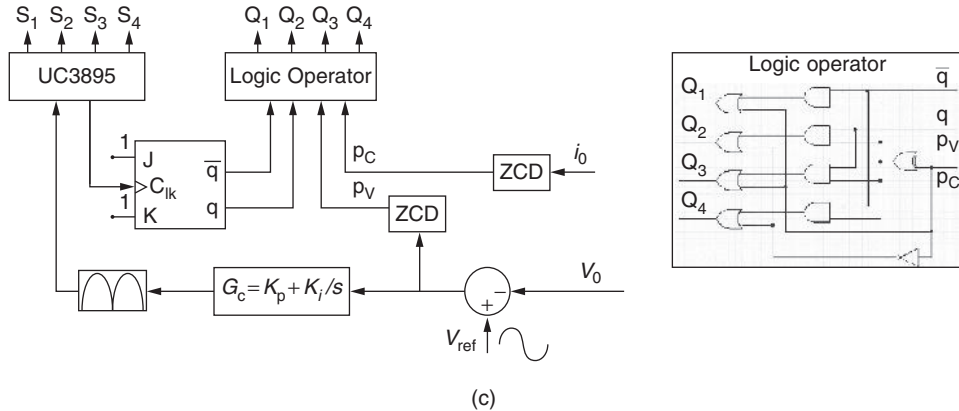 S1 S2 S3 S4
Q1 Q2 Q3 Q4
UC3895
Logic Operator
1
J
Clk
1
K
q̅
q
pC
pV
ZCD
i0
ZCD
Gc = Kp + Ki/s
+
−
V0
Vref
Logic operator
Q1
Q2
Q3
Q4
q̅
q
pV
pC
(c)